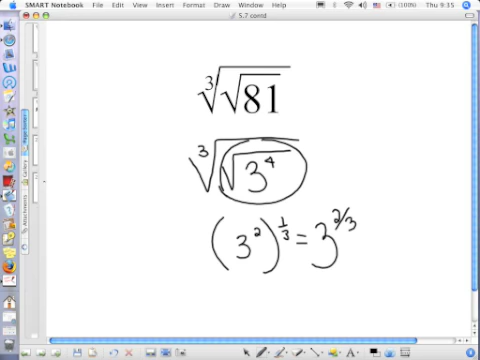 SMART Notebook File Edit View Insert Format Draw Window Help (100%) Thu 9:35
5.7 contd
∛√81
∛√3⁴
(3²)^{1/3} = 3^{2/3}